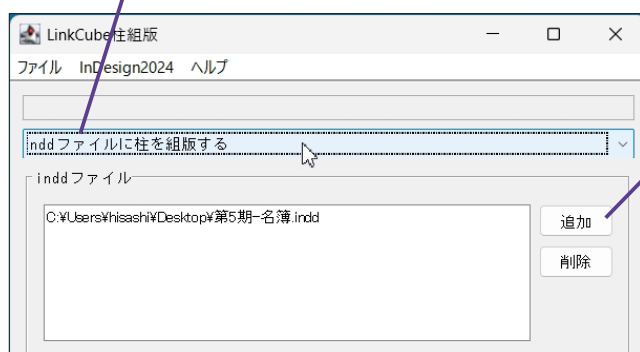 LinkCube柱組版
ファイル InDesign2024 ヘルプ
inddファイルに柱を組版する
inddファイル
C:¥Users¥hisashi¥Desktop¥第5期-名簿.indd
追加
削除